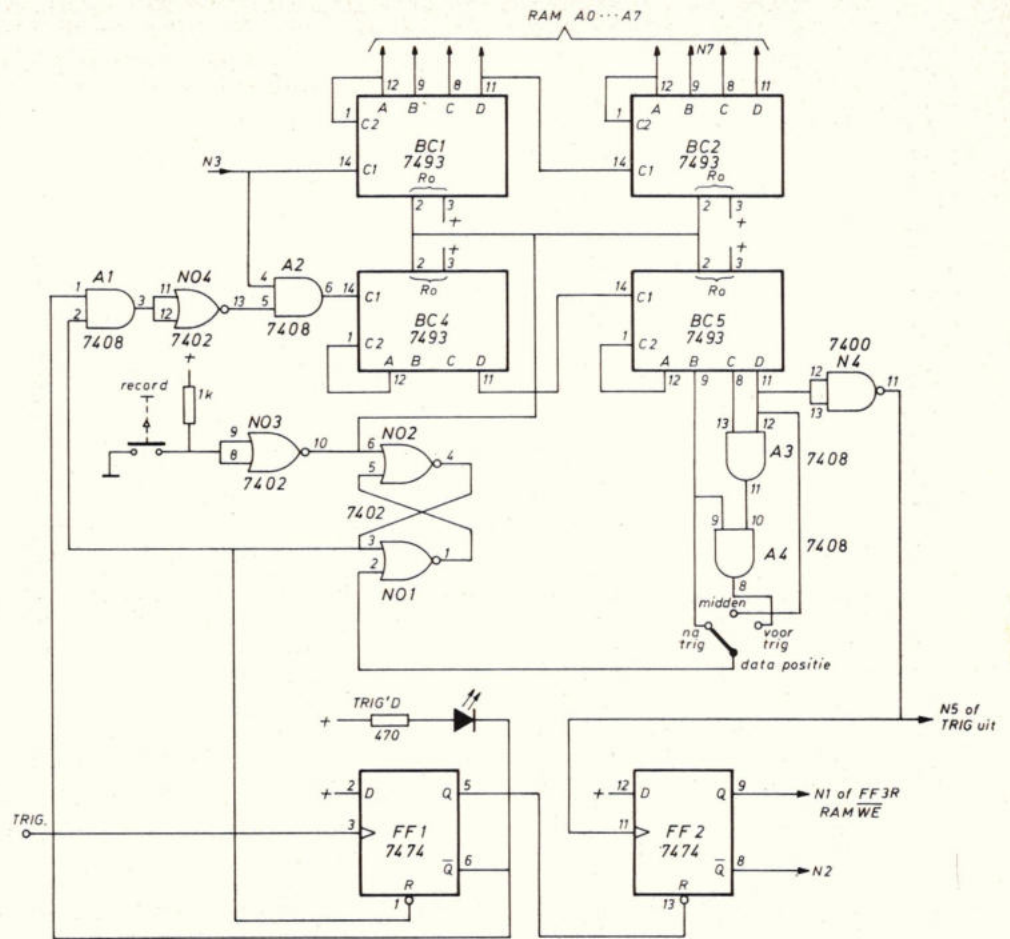 RAM A0···A7
N7
12 9 8 11
12 9 8 11
1 A B C D
1 A B C D
C2
C2
BC1
BC2
7493
7493
N3
14 C1
14 C1
R0
R0
2 3
2 3
+
+
+
+
2 3
2 3
A1
NO4
A2
R0
R0
1
2
3
11
12
13
4
5
6
14 C1
14 C1
7408
7402
7408
BC4
BC5
7493
7493
1 C2
1 C2
A B C D
A B C D
12 11
12 9 8 11
7400
N4
12
13
11
+
record
1k
NO3
9
8
10
7402
6
5
NO2
4
13 12
A3
7408
11
7402
3
2
1
NO1
9 10
A4
7408
8
midden
na trig
voor trig
data positie
TRIG'D
+
470
N5 of
TRIG uit
+ 2 D Q 5
+ 12 D Q 9
N1 of FF3R
RAM W̅E̅
TRIG.
3
11
FF1
FF2
7474
7474
Q̅ 6
Q̅ 8
N2
R
R
1
13